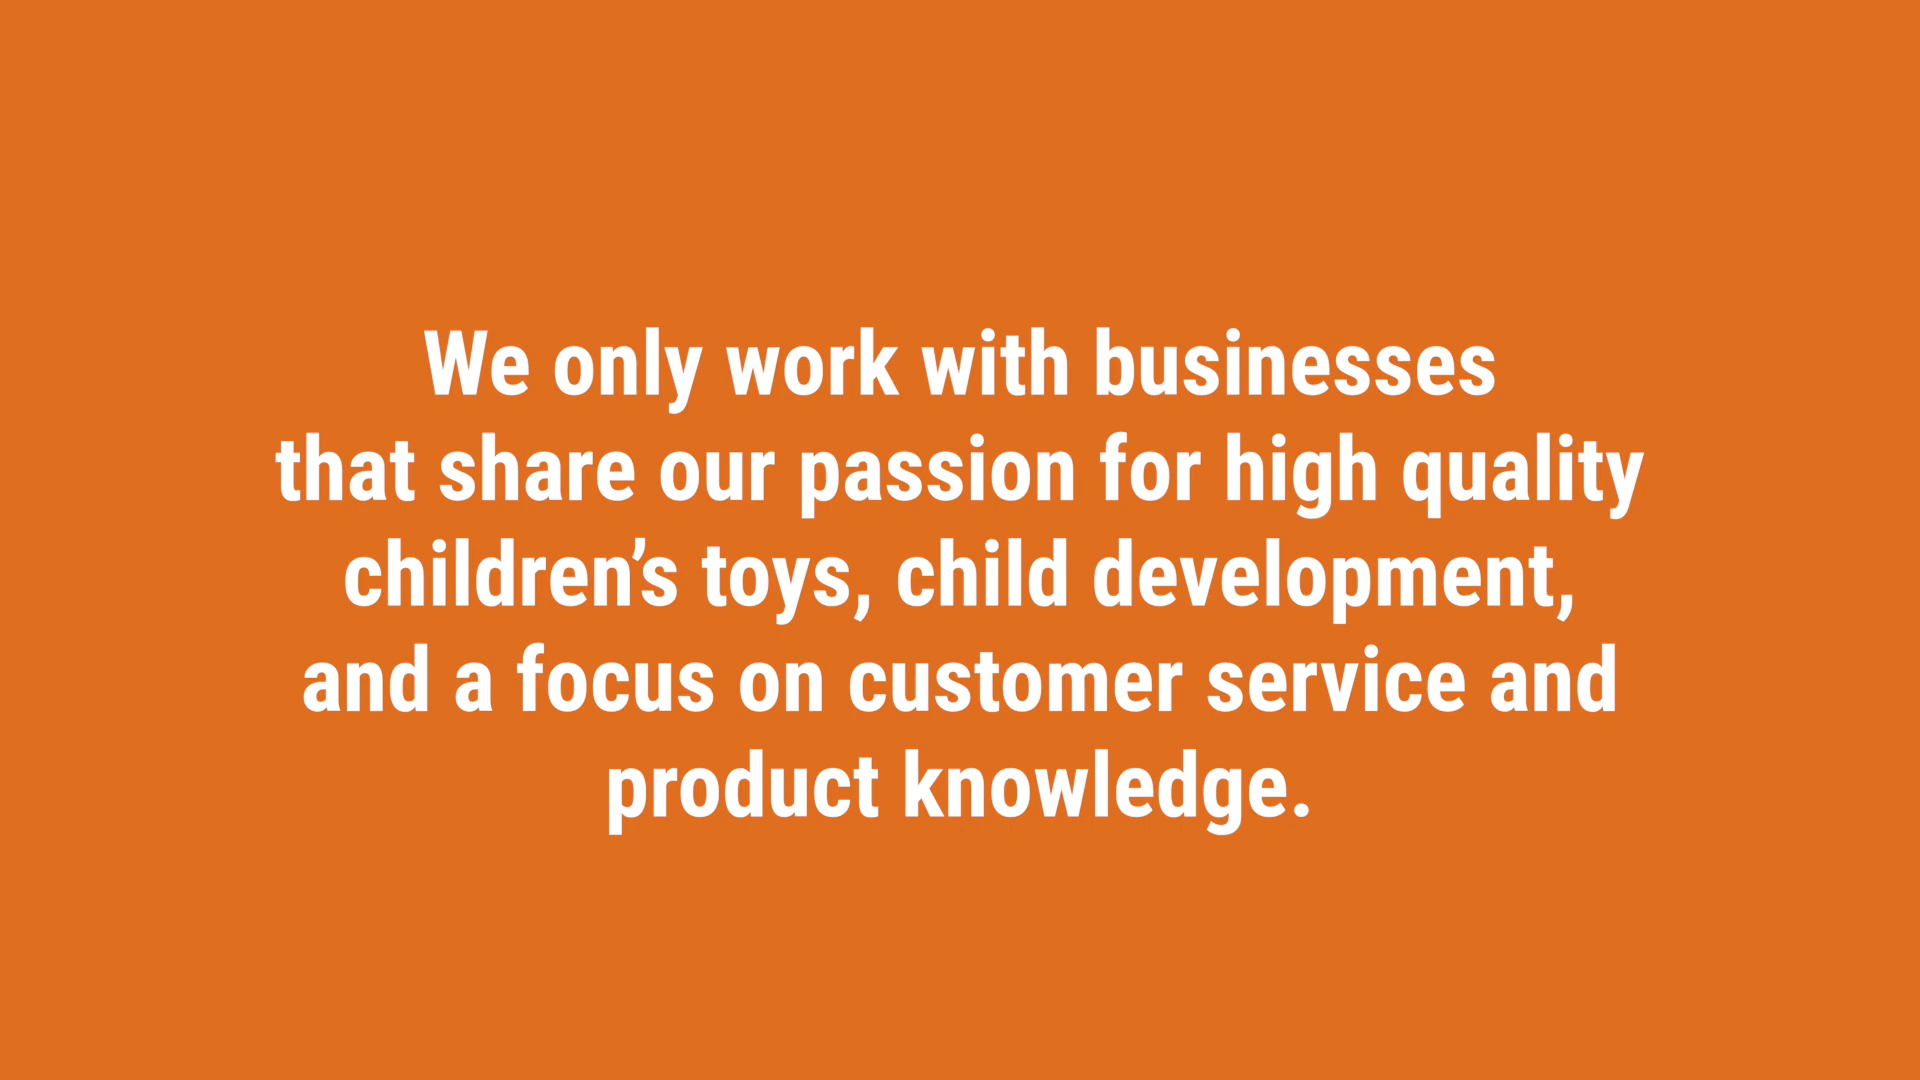 We only work with businesses
that share our passion for high quality
children’s toys, child development,
and a focus on customer service and
product knowledge.